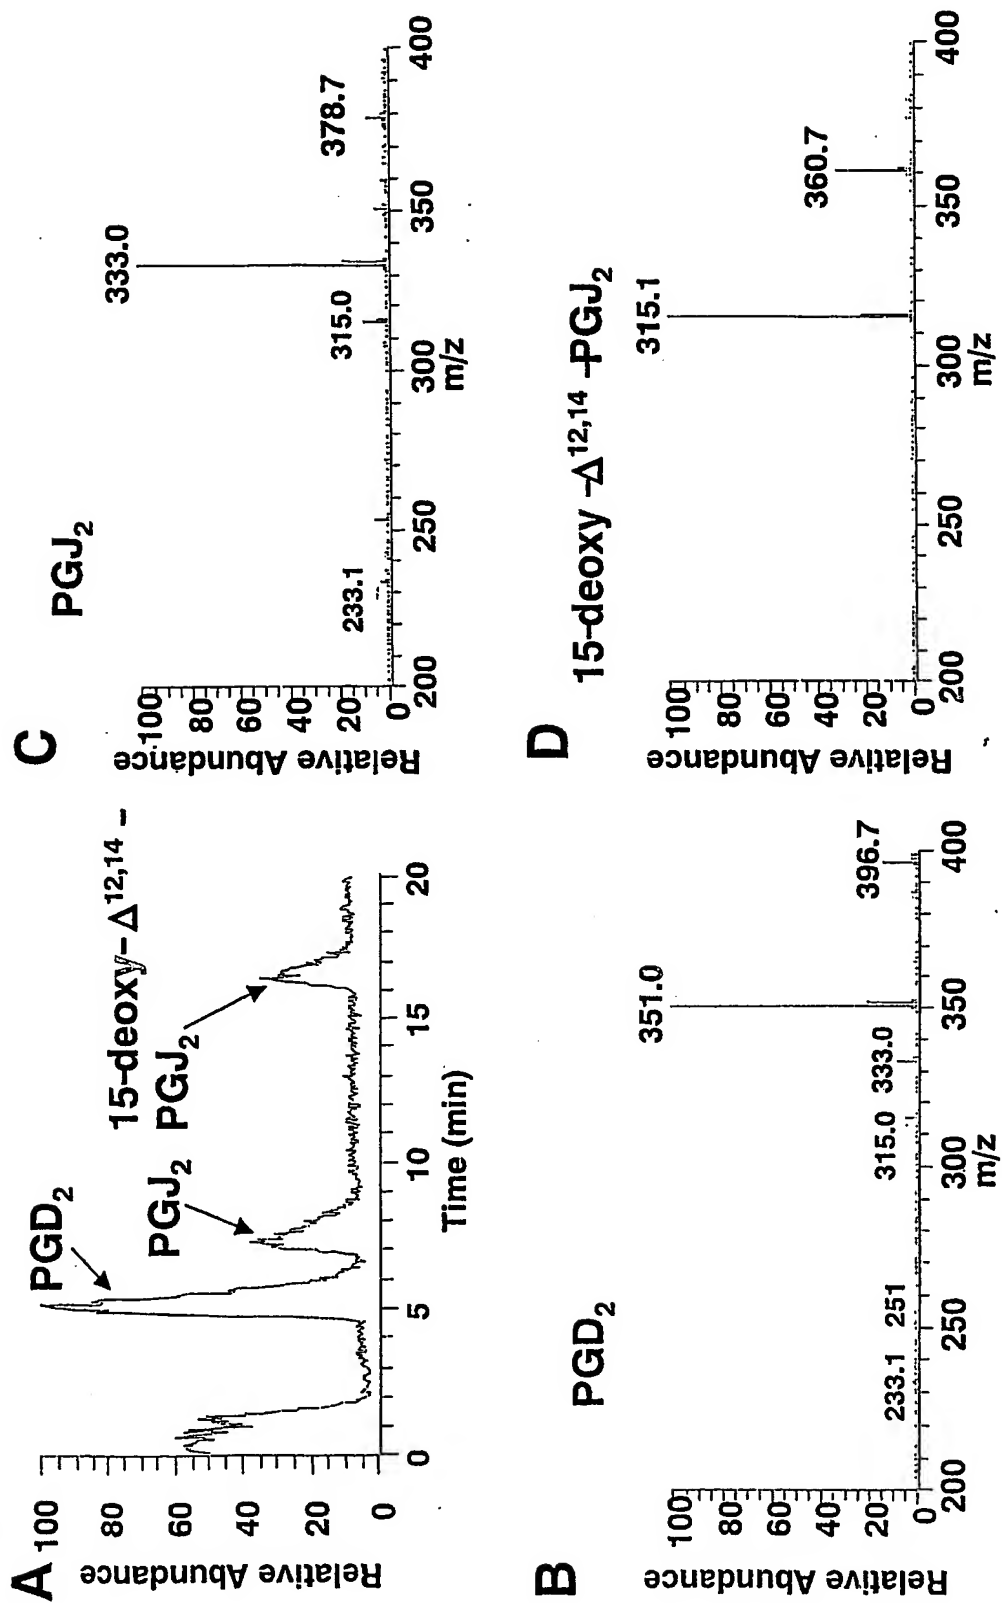 A
Relative Abundance
100
80
60
40
20
0
PGD2
PGJ2
15-deoxy-Δ12,14 –
PGJ2
0
5
10
15
20
Time (min)
B
PGD2
Relative Abundance
100
80
60
40
20
0
233.1
251
315.0
333.0
351.0
396.7
200
250
300
350
400
m/z
C
PGJ2
Relative Abundance
100
80
60
40
20
0
233.1
315.0
333.0
378.7
200
250
300
350
400
m/z
D
15-deoxy -Δ12,14 -PGJ2
Relative Abundance
100
80
60
40
20
0
315.1
360.7
200
250
300
350
400
m/z